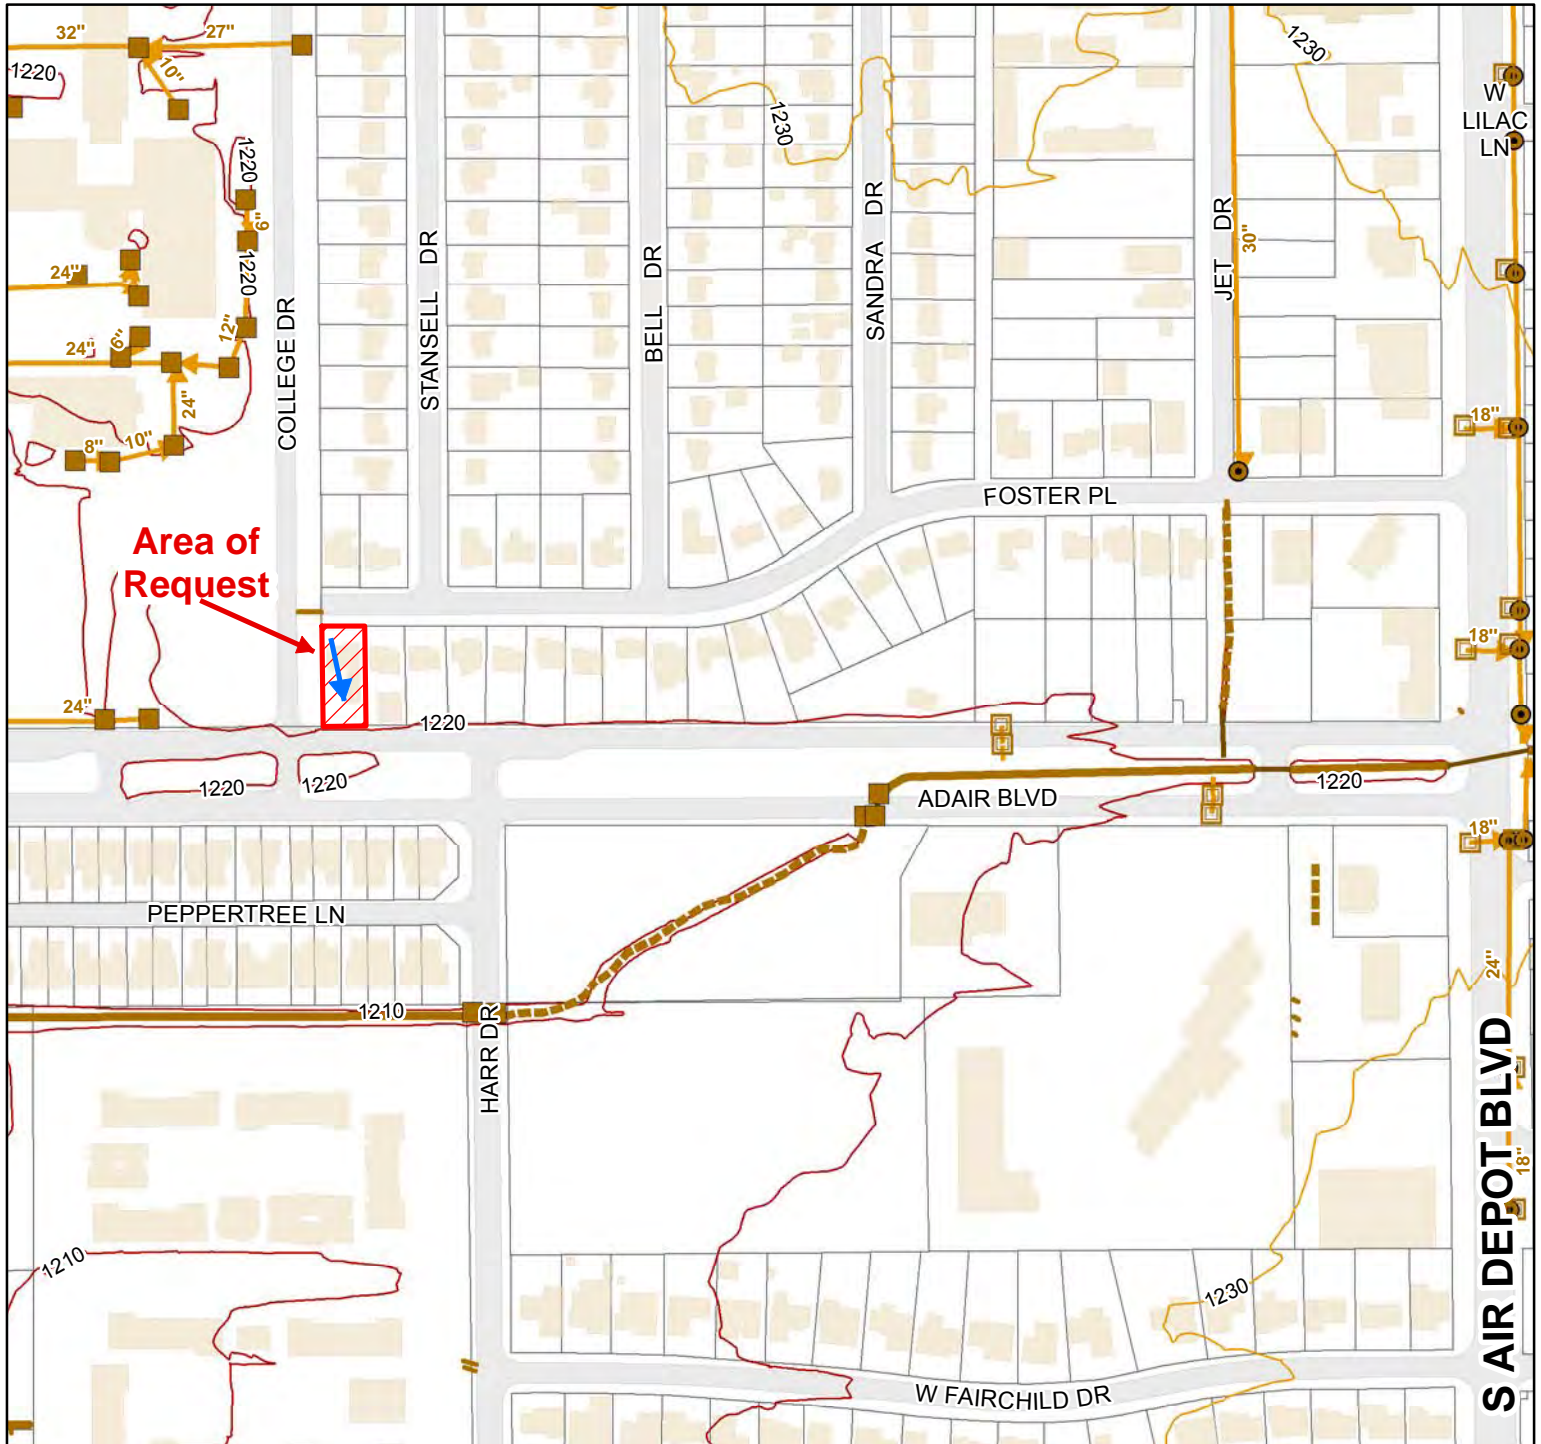 32"
27"
10"
1220
1230
1230
W
LILAC
LN
1220
6"
1220
24"
12"
6"
24"
24"
8"
10"
COLLEGE DR
STANSELL DR
BELL DR
SANDRA DR
JET DR
30"
18"
FOSTER PL
Area of
Request
18"
24"
1220
1220
1220
1220
ADAIR BLVD
18"
PEPPERTREE LN
1210
HARR DR
24"
S AIR DEPOT BLVD
18"
1210
1230
W FAIRCHILD DR